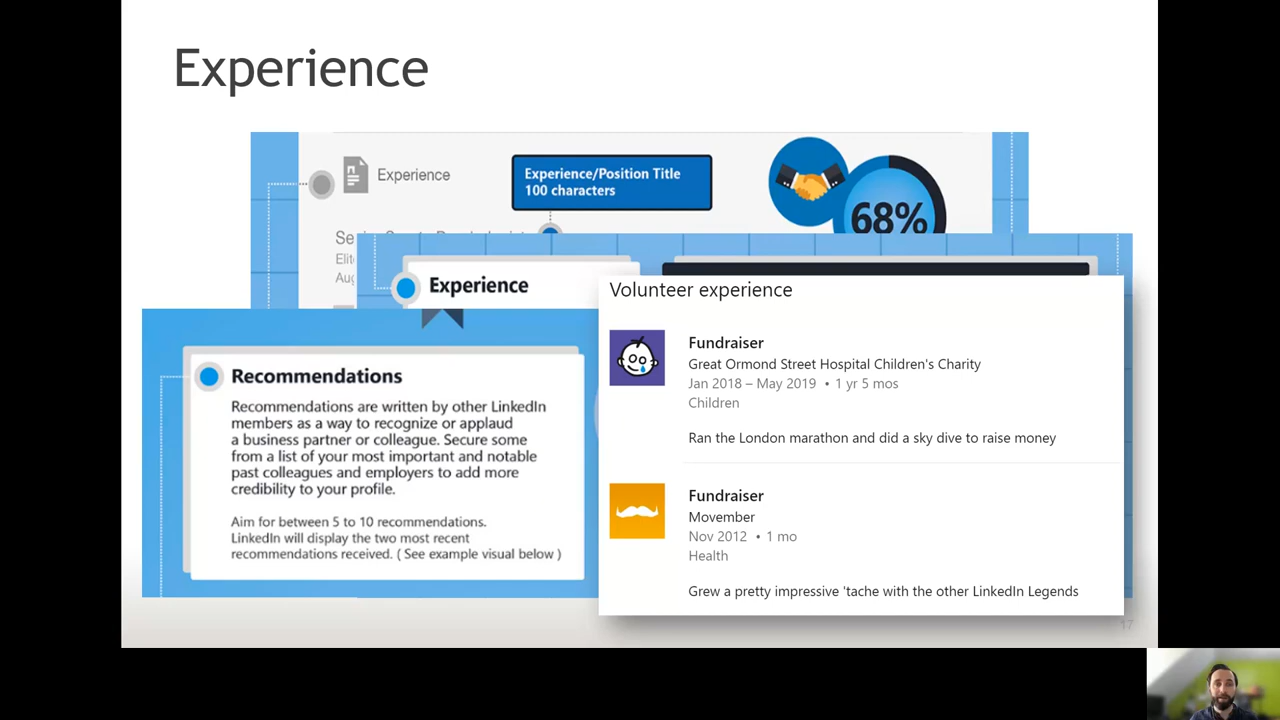 Experience
Experience
Experience/Position Title
100 characters
68%
Elit
Aug
Experience
Volunteer experience
Fundraiser
Great Ormond Street Hospital Children's Charity
Jan 2018 – May 2019 • 1 yr 5 mos
Children
Ran the London marathon and did a sky dive to raise money
Recommendations
Recommendations are written by other LinkedIn
members as a way to recognize or applaud
a business partner or colleague. Secure some
from a list of your most important and notable
past colleagues and employers to add more
credibility to your profile.
Aim for between 5 to 10 recommendations.
LinkedIn will display the two most recent
recommendations received. ( See example visual below )
Fundraiser
Movember
Nov 2012 • 1 mo
Health
Grew a pretty impressive 'tache with the other LinkedIn Legends
17